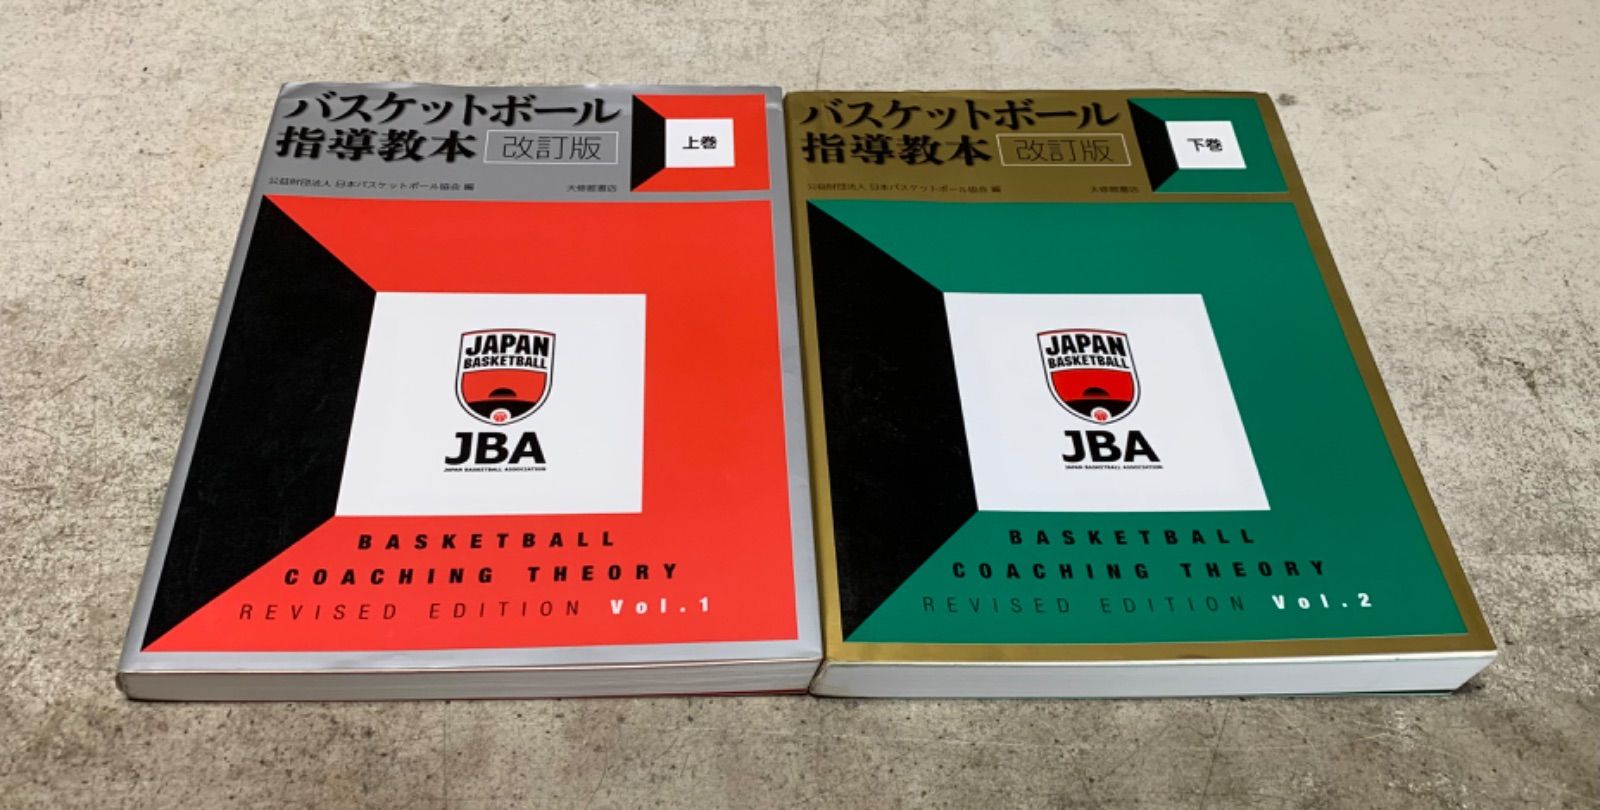 バスケットボール
指導教本 改訂版
上巻
公益財団法人 日本バスケットボール協会 編 大修館書店
JAPAN
BASKETBALL
JBA
JAPAN BASKETBALL ASSOCIATION
BASKETBALL
COACHING THEORY
REVISED EDITION Vol.1
バスケットボール
指導教本 改訂版
下巻
公益財団法人 日本バスケットボール協会 編 大修館書店
JAPAN
BASKETBALL
JBA
JAPAN BASKETBALL ASSOCIATION
BASKETBALL
COACHING THEORY
REVISED EDITION Vol.2